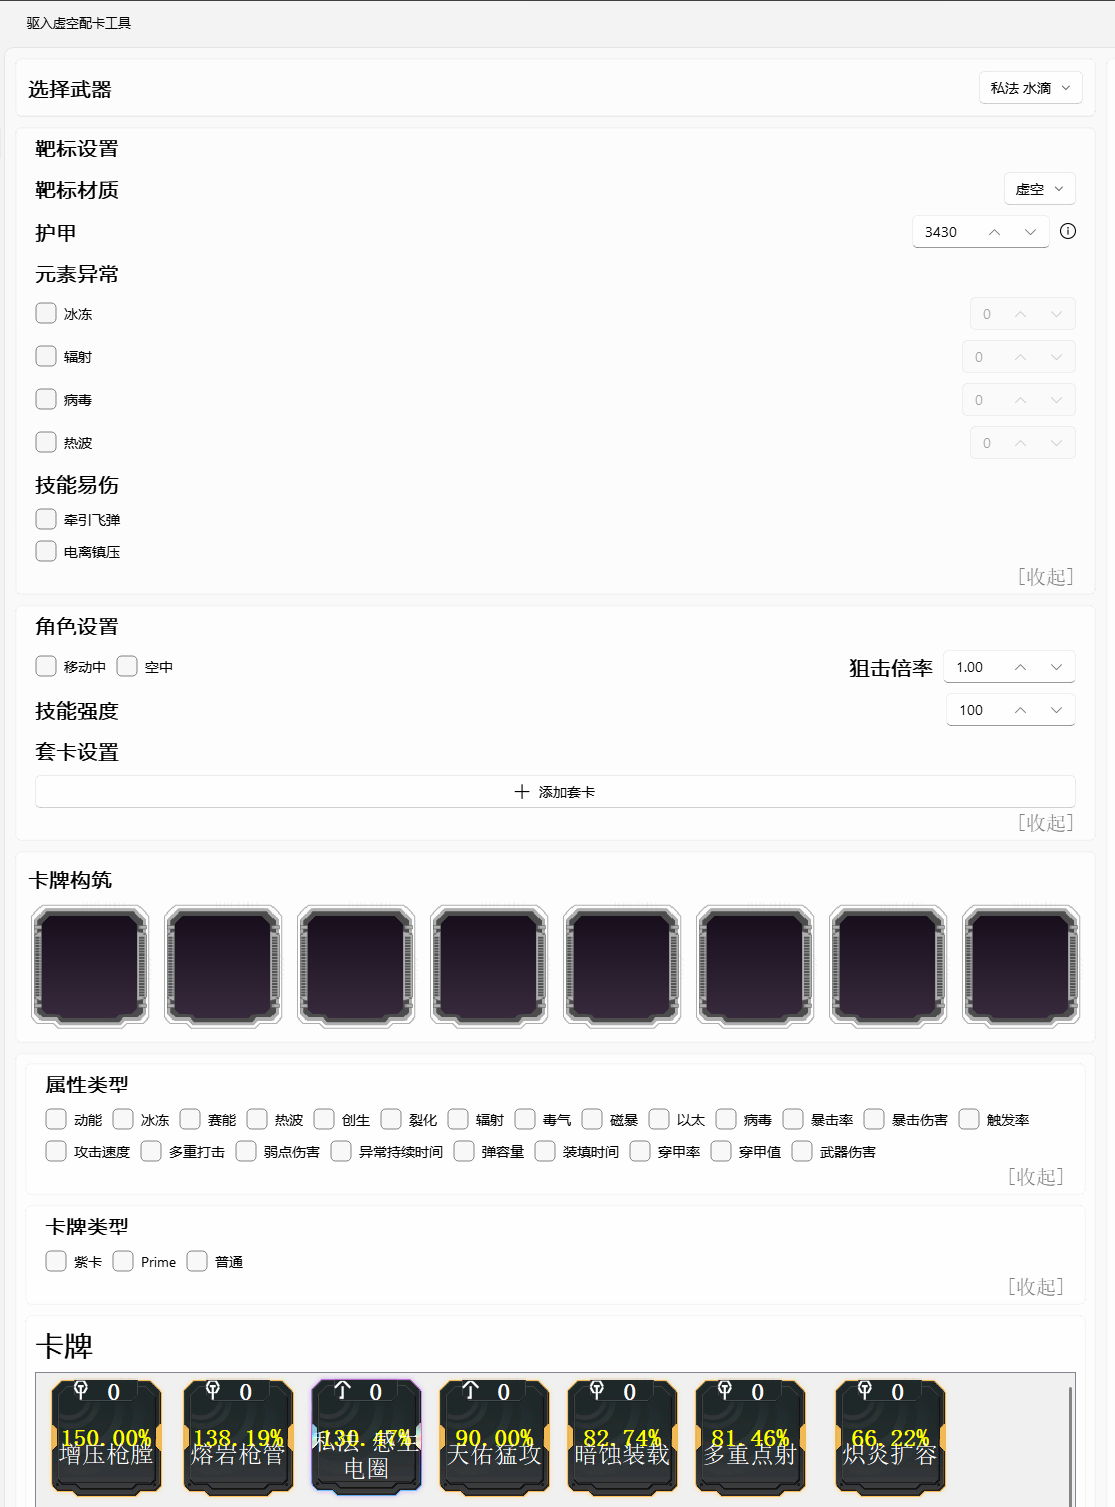 驱入虚空配卡工具
选择武器 私法 水滴
靶标设置
靶标材质 虚空
护甲 3430
元素异常
冰冻 0
辐射 0
病毒 0
热波 0
技能易伤
牵引飞弹
电离镇压
[收起]
角色设置
移动中 空中 狙击倍率 1.00
技能强度 100
套卡设置
添加套卡
[收起]
卡牌构筑
属性类型
动能 冰冻 赛能 热波 创生 裂化 辐射 毒气 磁暴 以太 病毒 暴击率 暴击伤害 触发率
攻击速度 多重打击 弱点伤害 异常持续时间 弹容量 装填时间 穿甲率 穿甲值 武器伤害
[收起]
卡牌类型
紫卡 Prime 普通
[收起]
卡牌
0 0 0 0 0 0 0
150.00% 138.19% 130.47% 90.00% 82.74% 81.46% 66.22%
增压枪膛 熔岩枪管 电圈 天佑猛攻 暗蚀装载 多重点射 炽炎扩容